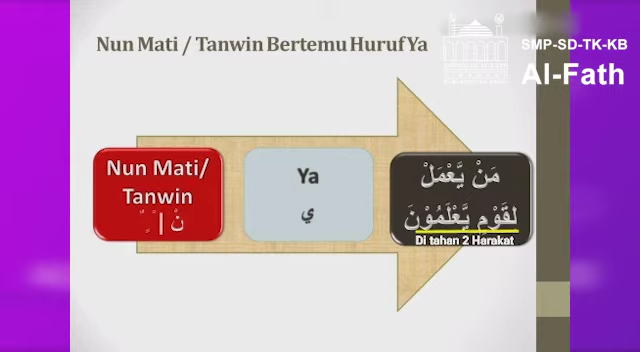 Nun Mati / Tanwin Bertemu Huruf Ya
SMP-SD-TK-KB
Al-Fath
Nun Mati/
Tanwin
نْ | ـًـٍـٌ
Ya
ي
مَنْ يَّعْمَلْ
لقَوْمٍ يَّعْلَمُوْنَ
Di tahan 2 Harakat